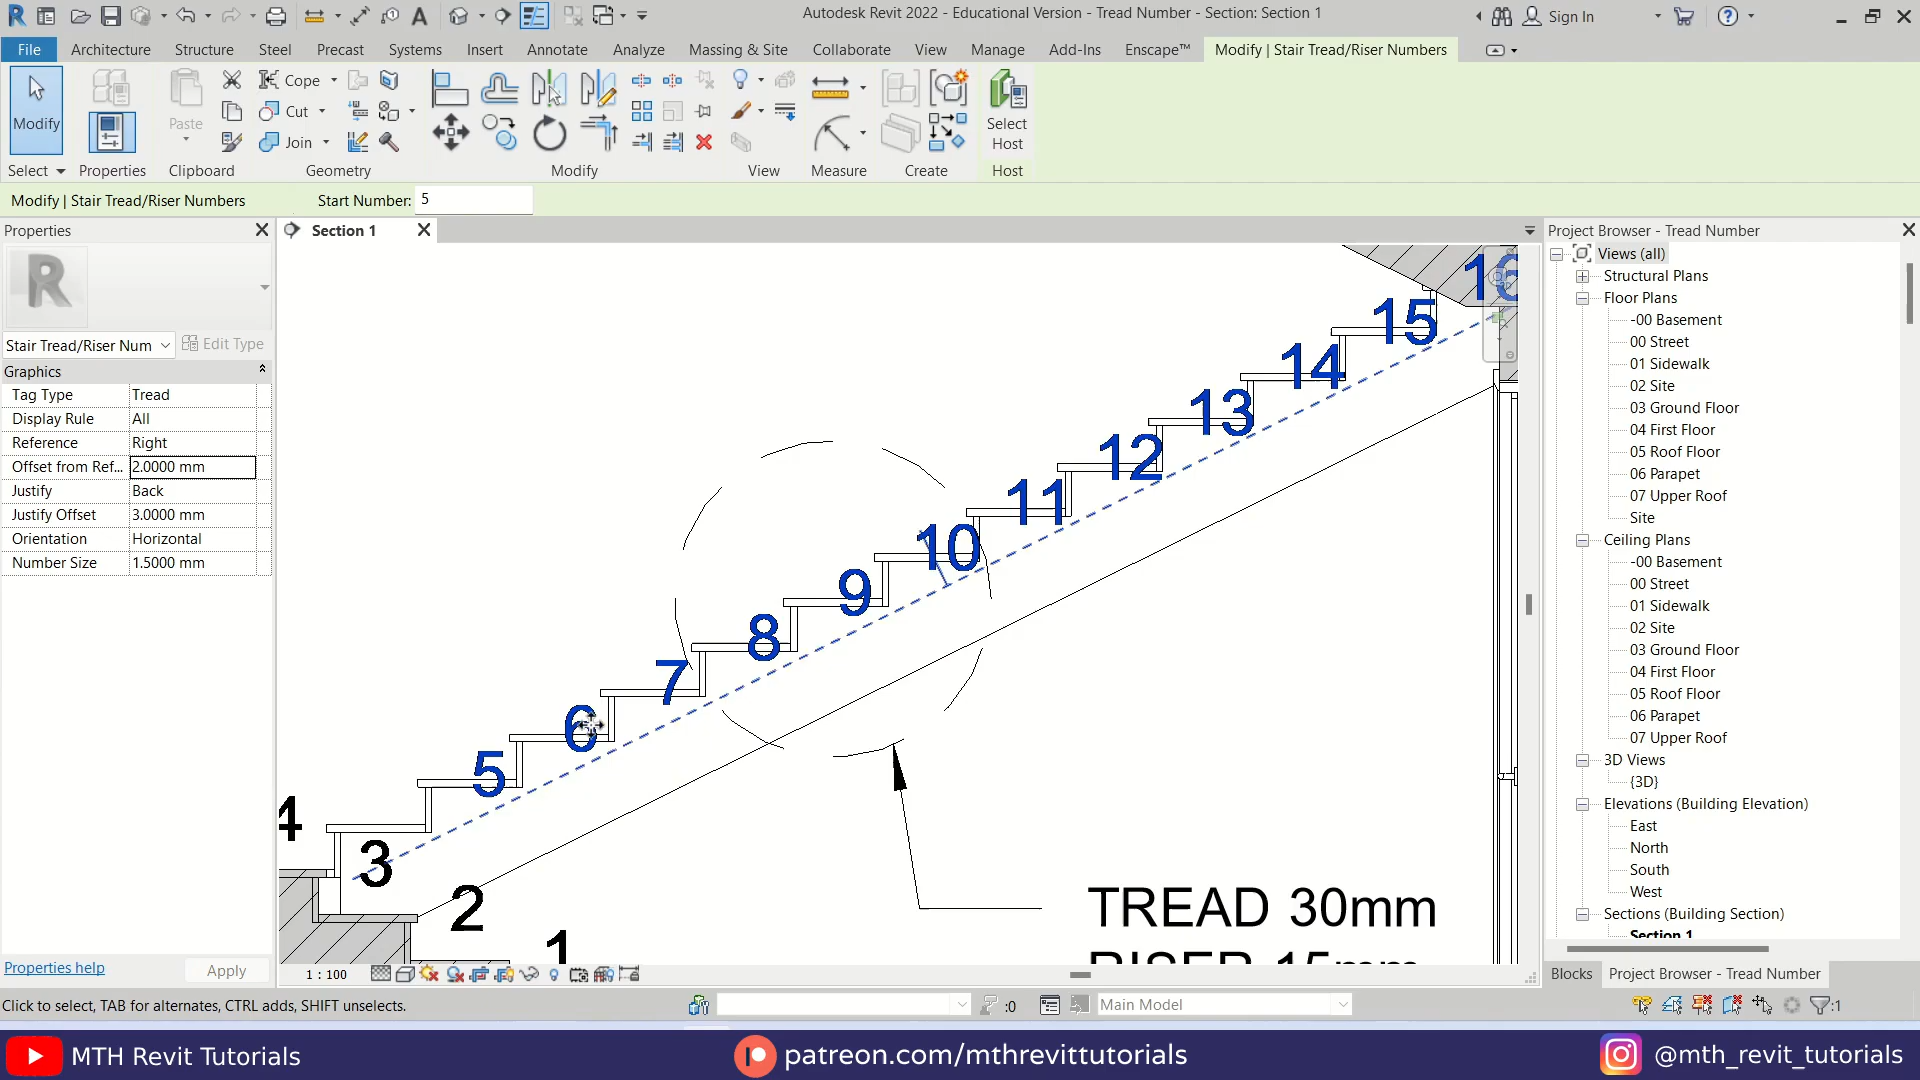 Autodesk Revit 2022 - Educational Version - Tread Number - Section: Section 1
Sign In
File Architecture Structure Steel Precast Systems Insert Annotate Analyze Massing & Site Collaborate View Manage Add-Ins Enscape™ Modify | Stair Tread/Riser Numbers
Modify
Paste
Cope
Cut
Join
Select
Host
Select Properties Clipboard Geometry Modify View Measure Create Host
Modify | Stair Tread/Riser Numbers Start Number: 5
Properties
Stair Tread/Riser Num
Edit Type
Graphics
Tag Type Tread
Display Rule All
Reference Right
Offset from Ref... 2.0000 mm
Justify Back
Justify Offset 3.0000 mm
Orientation Horizontal
Number Size 1.5000 mm
Properties help
Apply
Section 1
16
15
14
13
12
11
10
9
8
7
6
5
4
3
2
1
TREAD 30mm
RISER 15mm
1 : 100
Project Browser - Tread Number
Views (all)
Structural Plans
Floor Plans
-00 Basement
00 Street
01 Sidewalk
02 Site
03 Ground Floor
04 First Floor
05 Roof Floor
06 Parapet
07 Upper Roof
Site
Ceiling Plans
-00 Basement
00 Street
01 Sidewalk
02 Site
03 Ground Floor
04 First Floor
05 Roof Floor
06 Parapet
07 Upper Roof
3D Views
{3D}
Elevations (Building Elevation)
East
North
South
West
Sections (Building Section)
Section 1
Blocks Project Browser - Tread Number
Click to select, TAB for alternates, CTRL adds, SHIFT unselects.
:0
Main Model
:1
MTH Revit Tutorials
patreon.com/mthrevittutorials
@mth_revit_tutorials